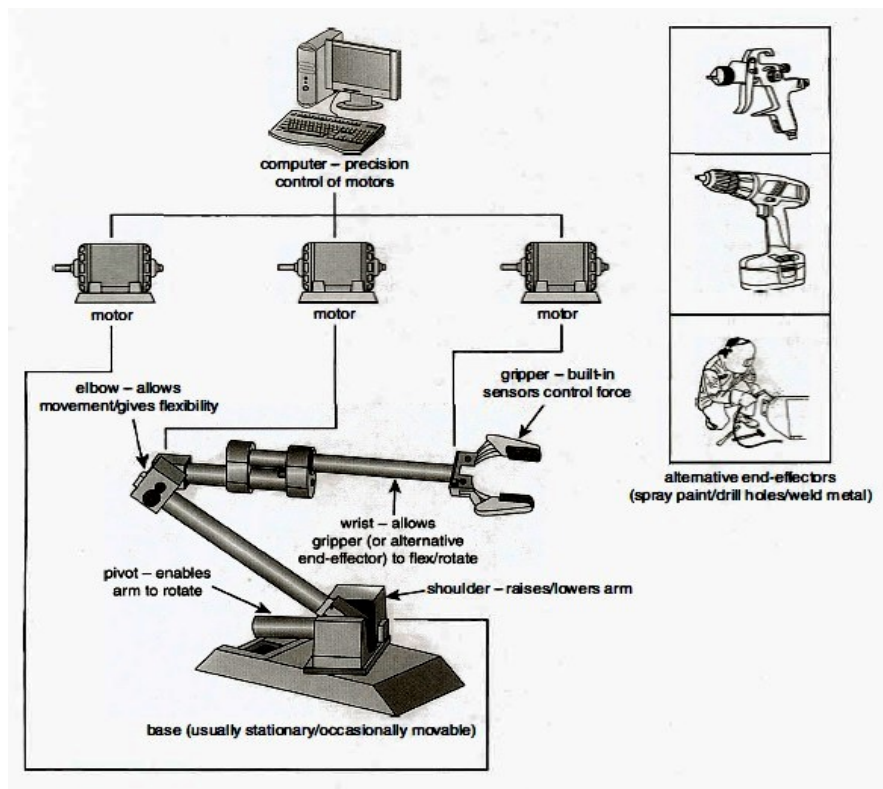 computer – precision
control of motors
motor
motor
motor
elbow – allows
movement/gives flexibility
gripper – built-in
sensors control force
alternative end-effectors
(spray paint/drill holes/weld metal)
wrist – allows
gripper (or alternative
end-effector) to flex/rotate
pivot – enables
arm to rotate
shoulder – raises/lowers arm
base (usually stationary/occasionally movable)